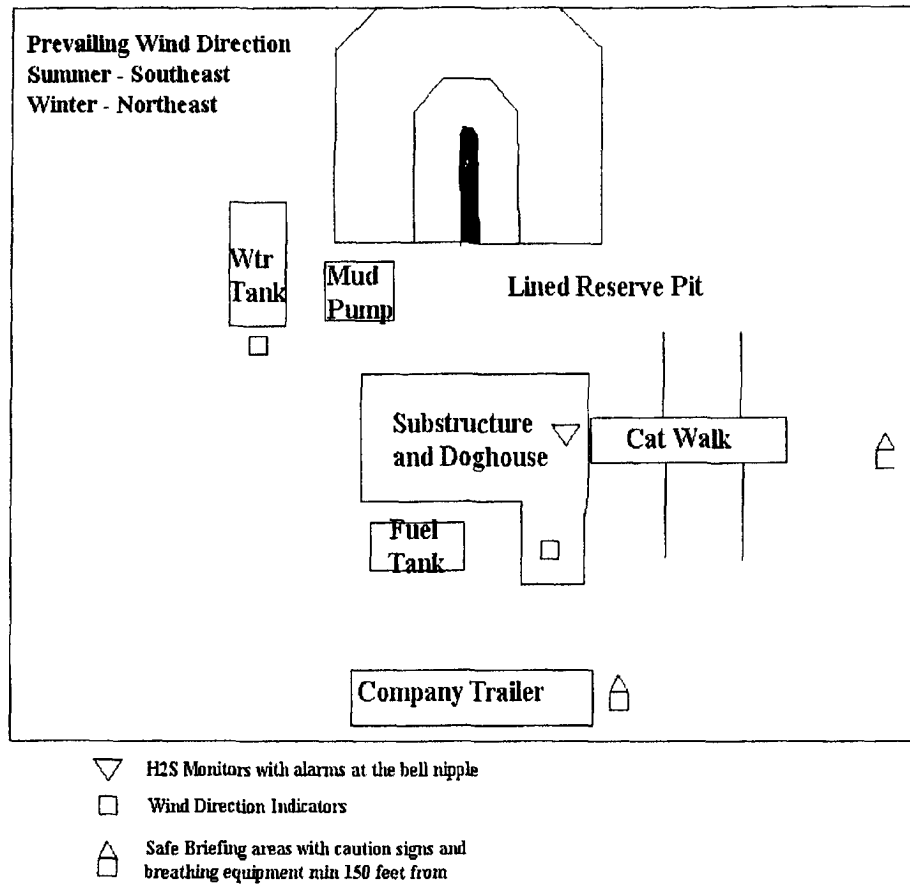 Prevailing Wind Direction
Summer - Southeast
Winter - Northeast
Wtr
Tank
Mud
Pump
Lined Reserve Pit
Substructure
and Doghouse
Cat Walk
Fuel
Tank
Company Trailer
H2S Monitors with alarms at the bell nipple
Wind Direction Indicators
Safe Briefing areas with caution signs and
breathing equipment min 150 feet from